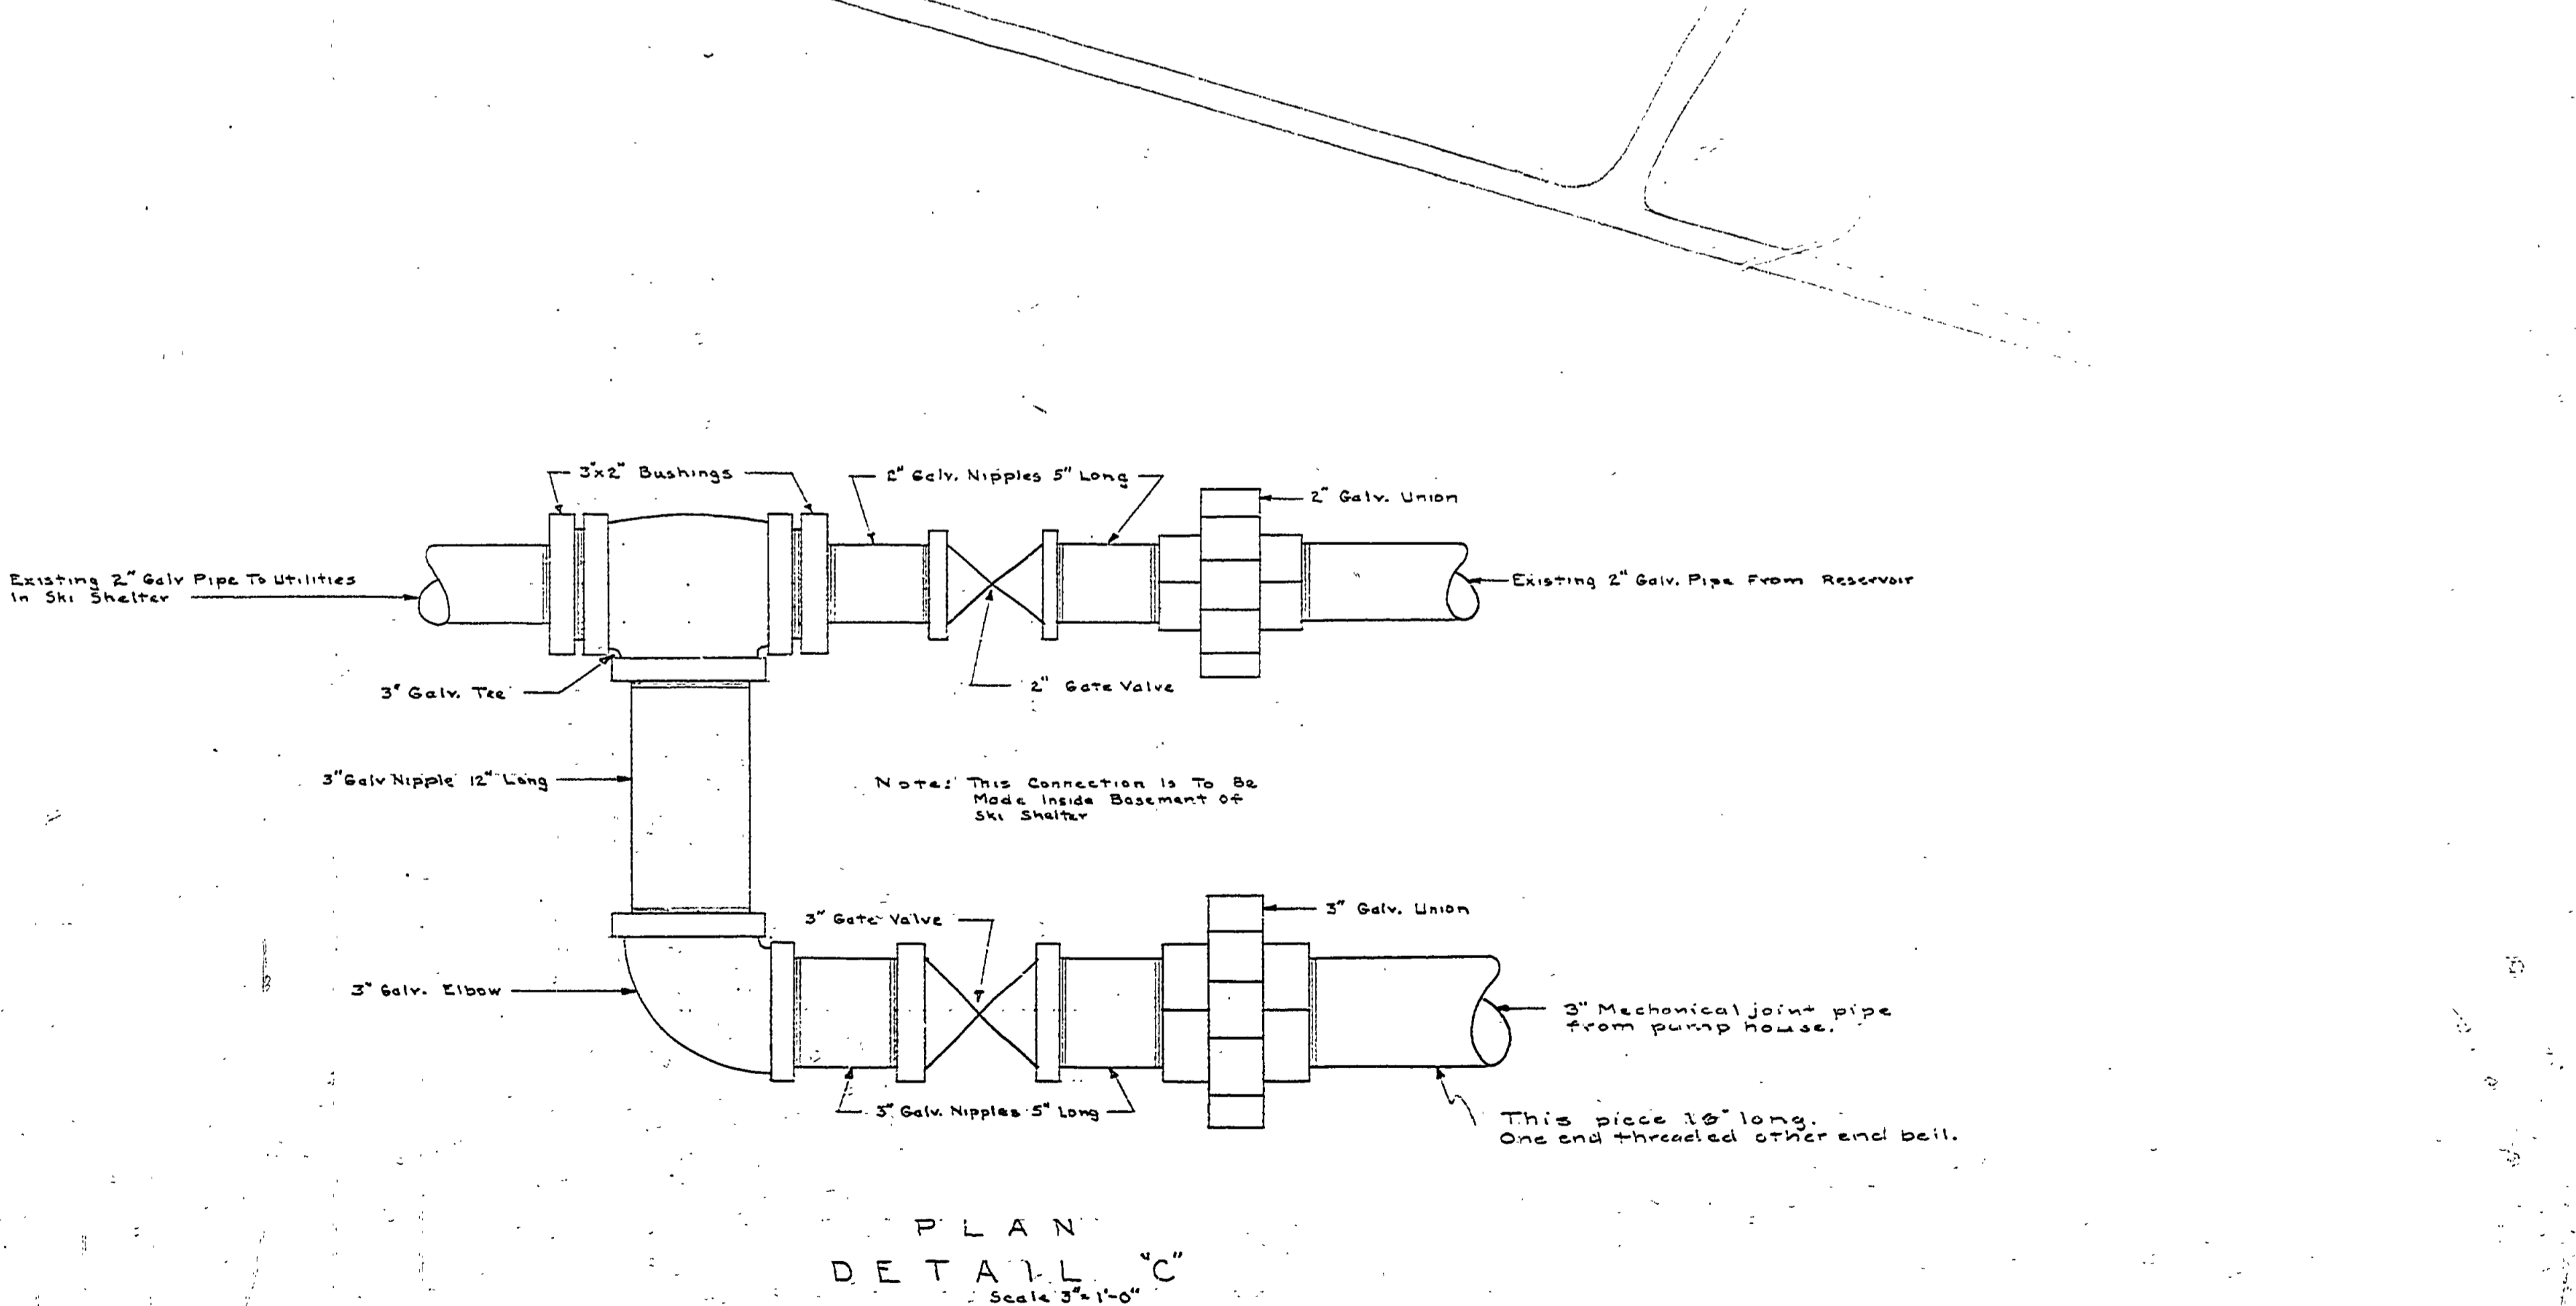 3"x2" Bushings
2" Galv. Nipples 5" Long
2" Galv. Union
Existing 2" Galv Pipe To Utilities
In Ski Shelter
Existing 2" Galv. Pipe From Reservoir
3" Galv. Tee
2" Gate Valve
3" Galv Nipple 12" Long
Note: This Connection Is To Be
Made Inside Basement Of
Ski Shelter
3" Gate Valve
3" Galv. Union
3" Galv. Elbow
3" Mechanical joint pipe
from pump house.
3" Galv. Nipples 5" Long
This piece long.
One end threaded other end bell.
PLAN
DETAIL "C"
Scale 3"=1'-0"